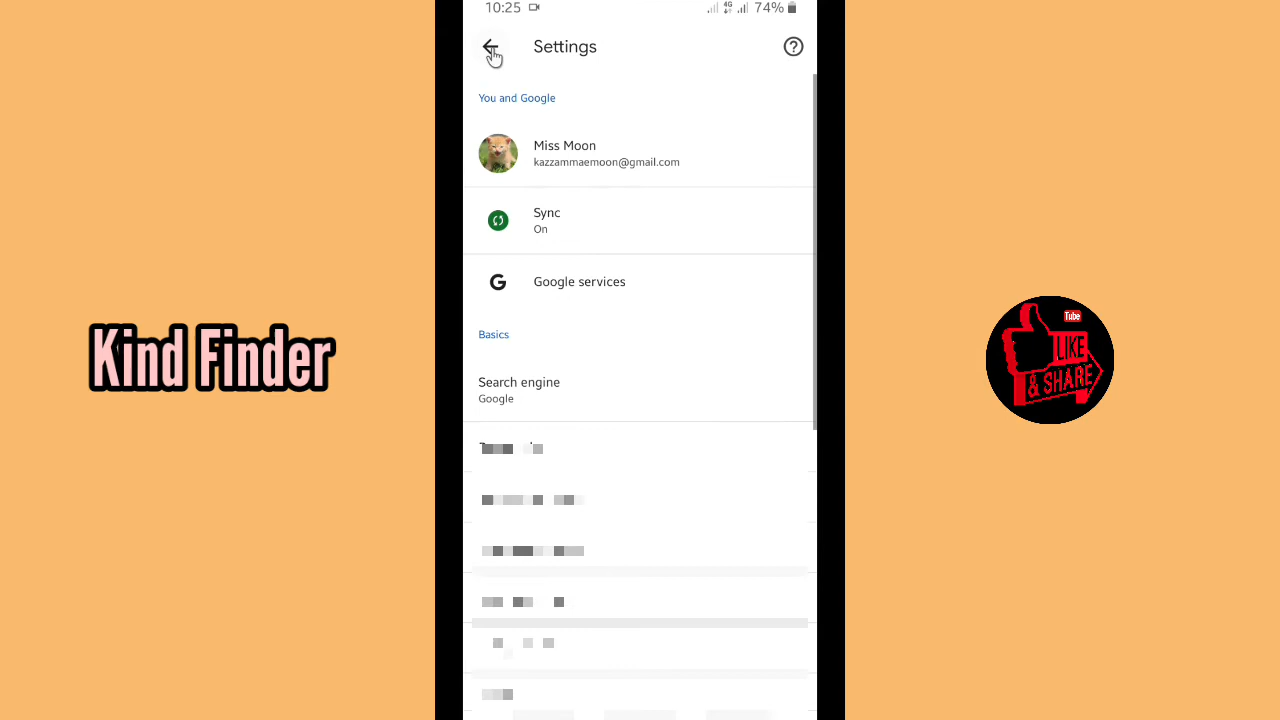 10:25
4G
74%
Settings
You and Google
Miss Moon
kazzammaemoon@gmail.com
Sync
On
Google services
Basics
Search engine
Google
Kind Finder
Tube
LIKE
& SHARE